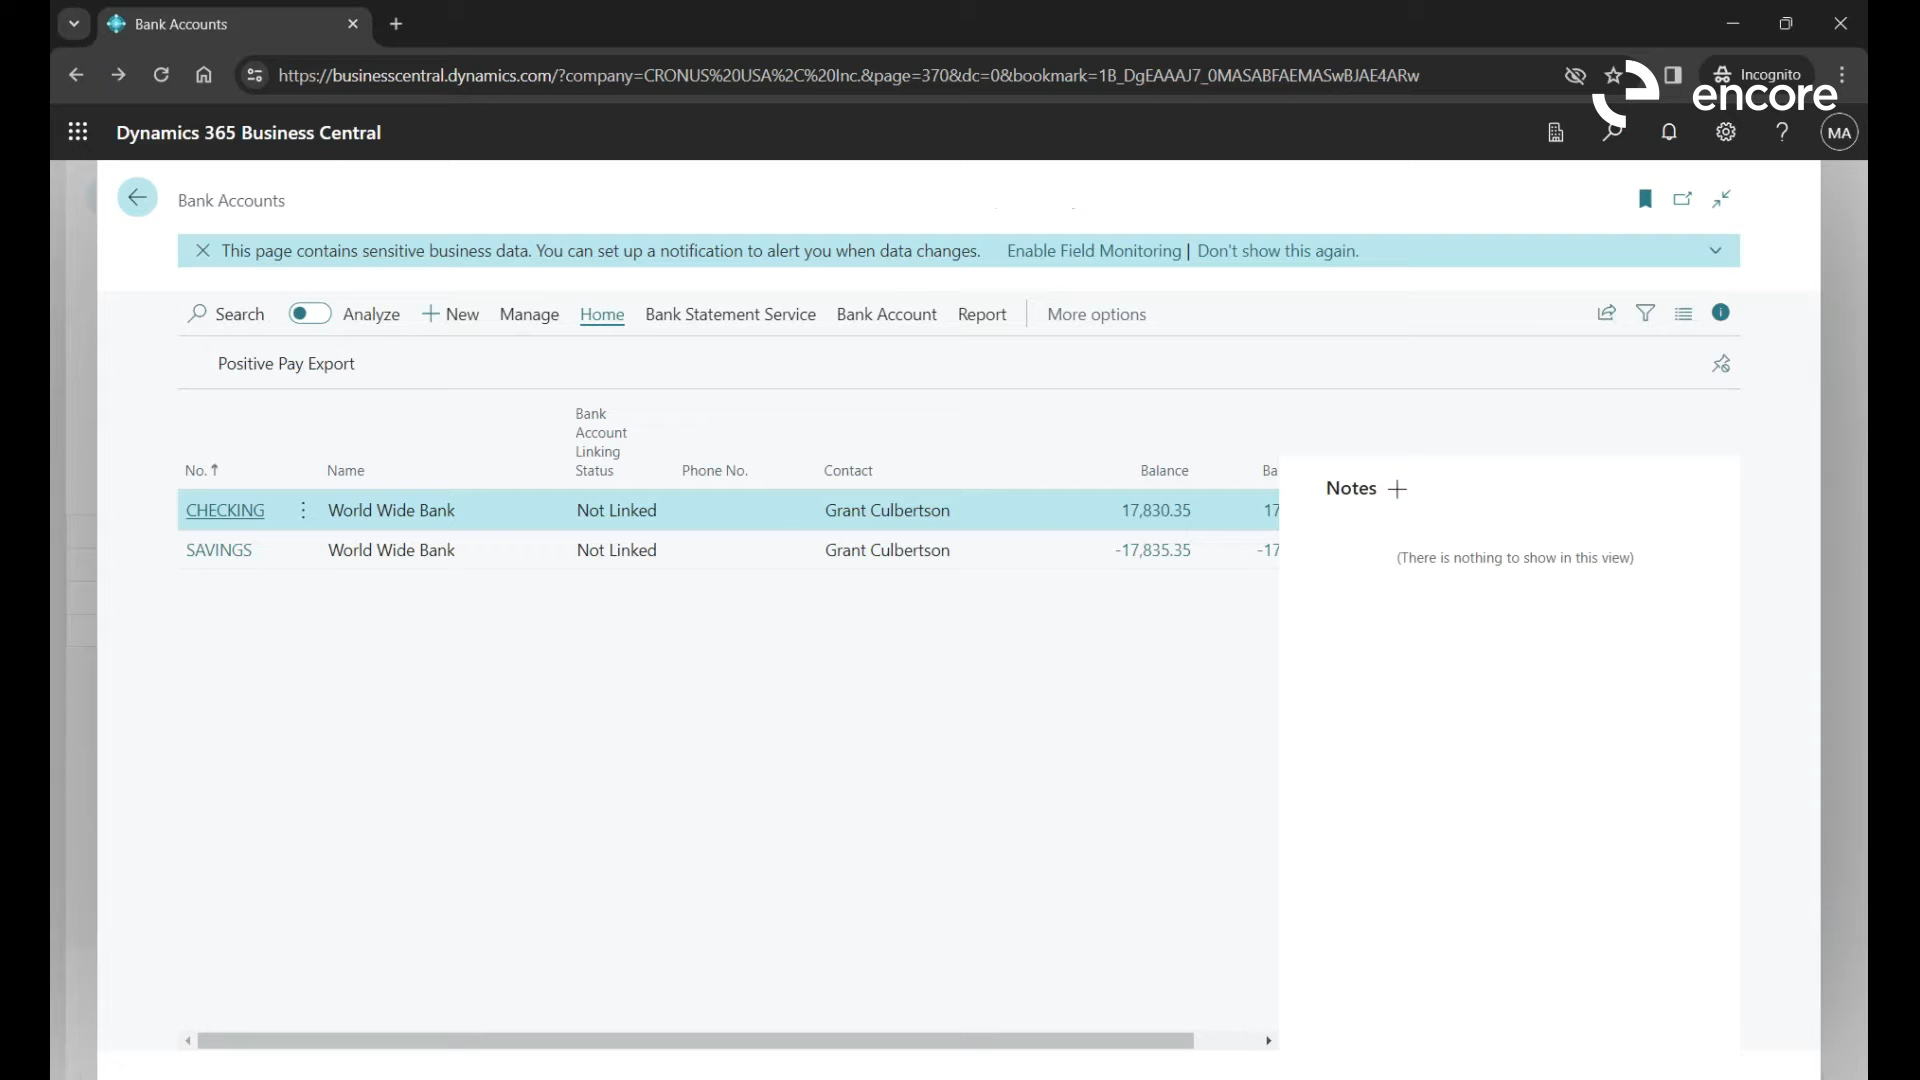 Bank Accounts
https://businesscentral.dynamics.com/?company=CRONUS%20USA%2C%20Inc.&page=370&dc=0&bookmark=1B_DgEAAAJ7_0MASABFAEMASwBJAE4ARw
Incognito
encore
Dynamics 365 Business Central
MA
Bank Accounts
This page contains sensitive business data. You can set up a notification to alert you when data changes. Enable Field Monitoring | Don't show this again.
Search Analyze New Manage Home Bank Statement Service Bank Account Report More options
Positive Pay Export
Bank
Account
Linking
No. Name Status Phone No. Contact Balance Ba
CHECKING World Wide Bank Not Linked Grant Culbertson 17,830.35 17
SAVINGS World Wide Bank Not Linked Grant Culbertson -17,835.35 -17
Notes
(There is nothing to show in this view)